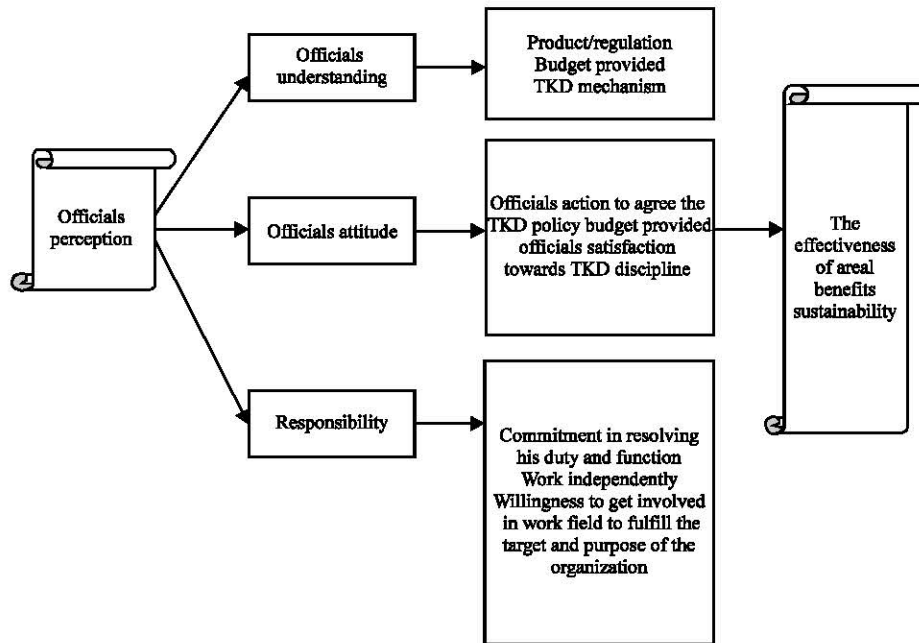 Officials
perception
Officials
understanding
Product/regulation
Budget provided
TKD mechanism
Officials attitude
Officials action to agree the
TKD policy budget provided
officials satisfaction
towards TKD discipline
Responsibility
Commitment in resolving
his duty and function
Work independently
Willingness to get involved
in work field to fulfill the
target and purpose of the
organization
The
effectiveness
of areal
benefits
sustainability